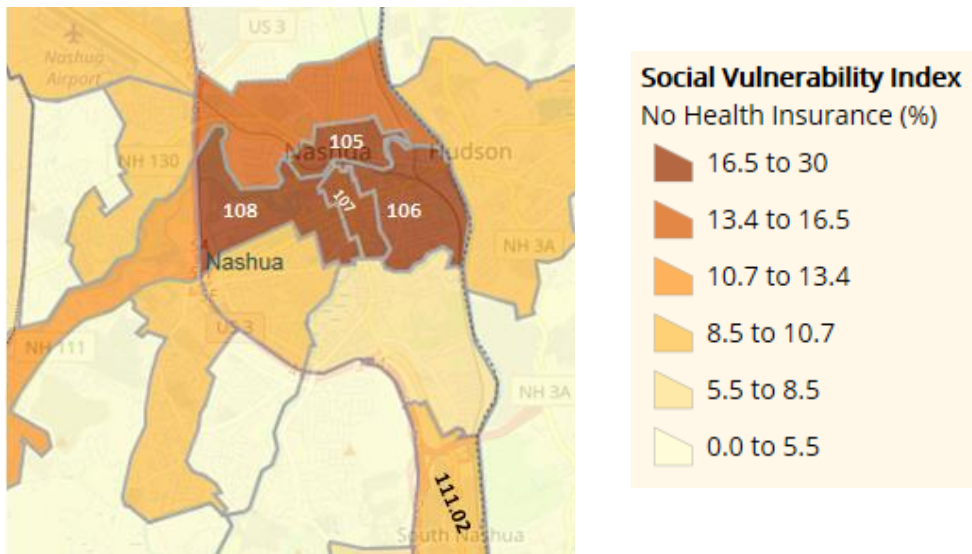 US 3
Nashua
Airport
NH 130
105
Nashua
Hudson
107
108
106
NH 3A
Nashua
US 3
NH 111
NH 3A
111.02
South Nashua
Social Vulnerability Index
No Health Insurance (%)
16.5 to 30
13.4 to 16.5
10.7 to 13.4
8.5 to 10.7
5.5 to 8.5
0.0 to 5.5